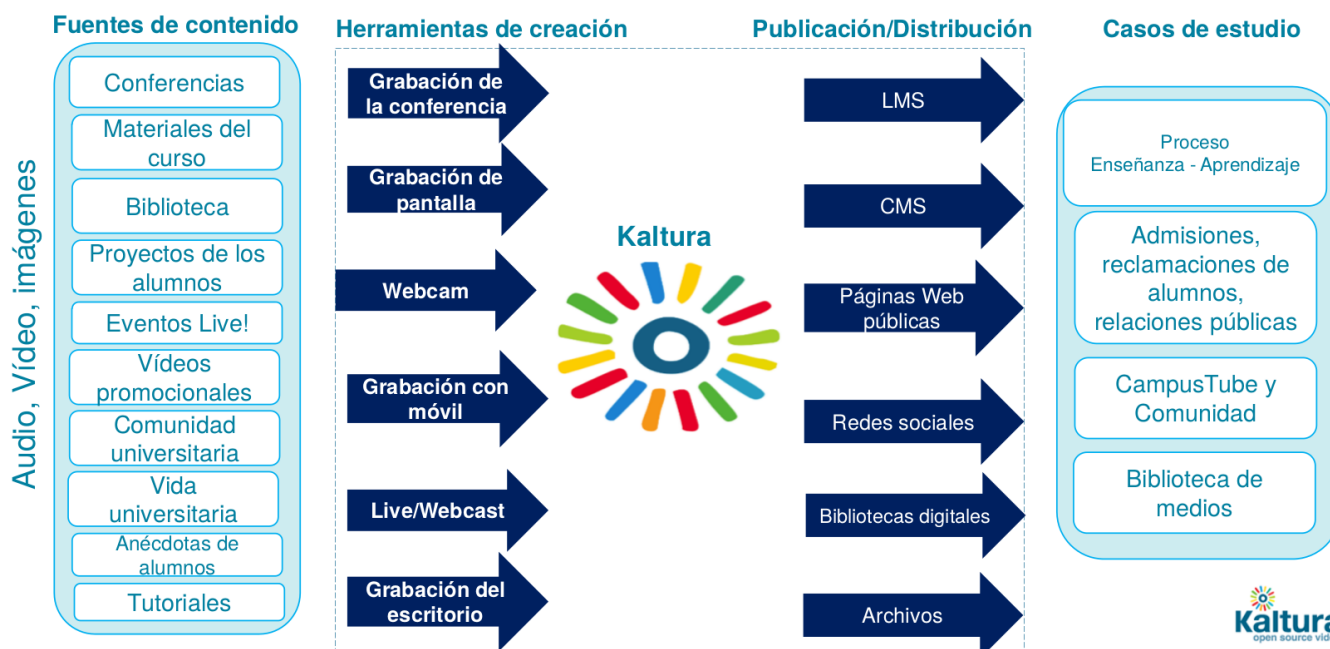 Fuentes de contenido
Herramientas de creación
Publicación/Distribución
Casos de estudio
Audio, Vídeo, imágenes
Conferencias
Materiales del
curso
Biblioteca
Proyectos de los
alumnos
Eventos Live!
Vídeos
promocionales
Comunidad
universitaria
Vida
universitaria
Anécdotas de
alumnos
Tutoriales
Grabación de
la conferencia
Grabación de
pantalla
Webcam
Grabación con
móvil
Live/Webcast
Grabación del
escritorio
Kaltura
LMS
CMS
Páginas Web
públicas
Redes sociales
Bibliotecas digitales
Archivos
Proceso
Enseñanza - Aprendizaje
Admisiones,
reclamaciones de
alumnos,
relaciones públicas
CampusTube y
Comunidad
Biblioteca de
medios
Kaltura
open source vid